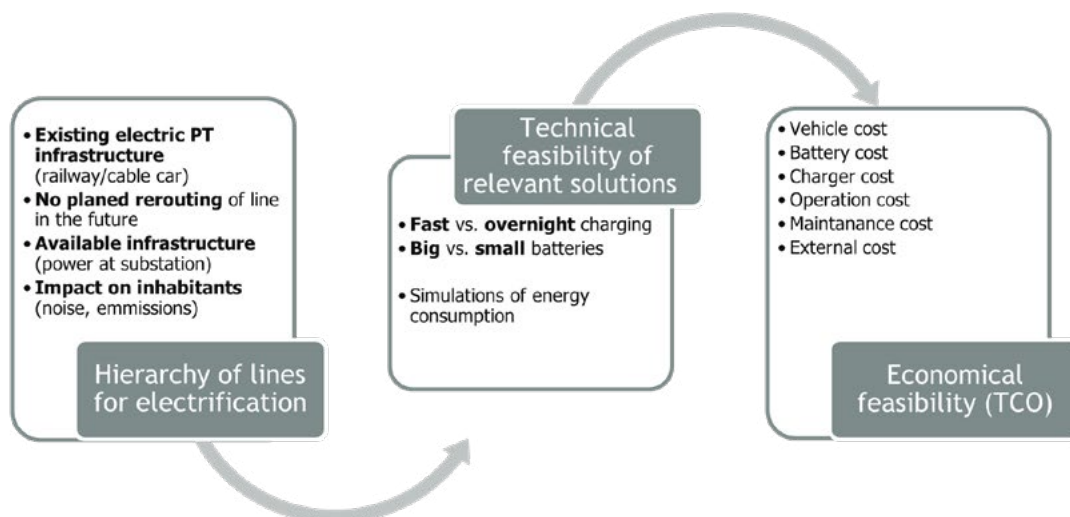 • Existing electric PT
infrastructure
(railway/cable car)
• No planed rerouting of line
in the future
• Available infrastructure
(power at substation)
• Impact on inhabitants
(noise, emmissions)
Hierarchy of lines
for electrification
Technical
feasibility of
relevant solutions
• Fast vs. overnight charging
• Big vs. small batteries
• Simulations of energy
consumption
• Vehicle cost
• Battery cost
• Charger cost
• Operation cost
• Maintanance cost
• External cost
Economical
feasibility (TCO)